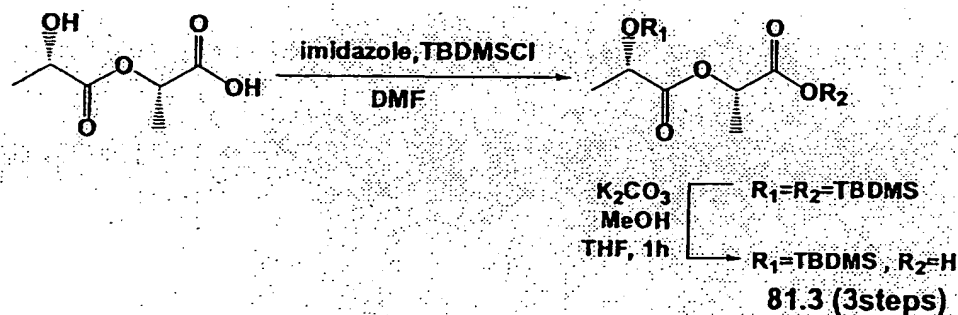 OH
O
O
OH
O
imidazole,TBDMSCl
DMF
OR₁
O
O
OR₂
O
K₂CO₃
MeOH
THF, 1h
R₁=R₂=TBDMS
R₁=TBDMS , R₂=H
81.3 (3steps)